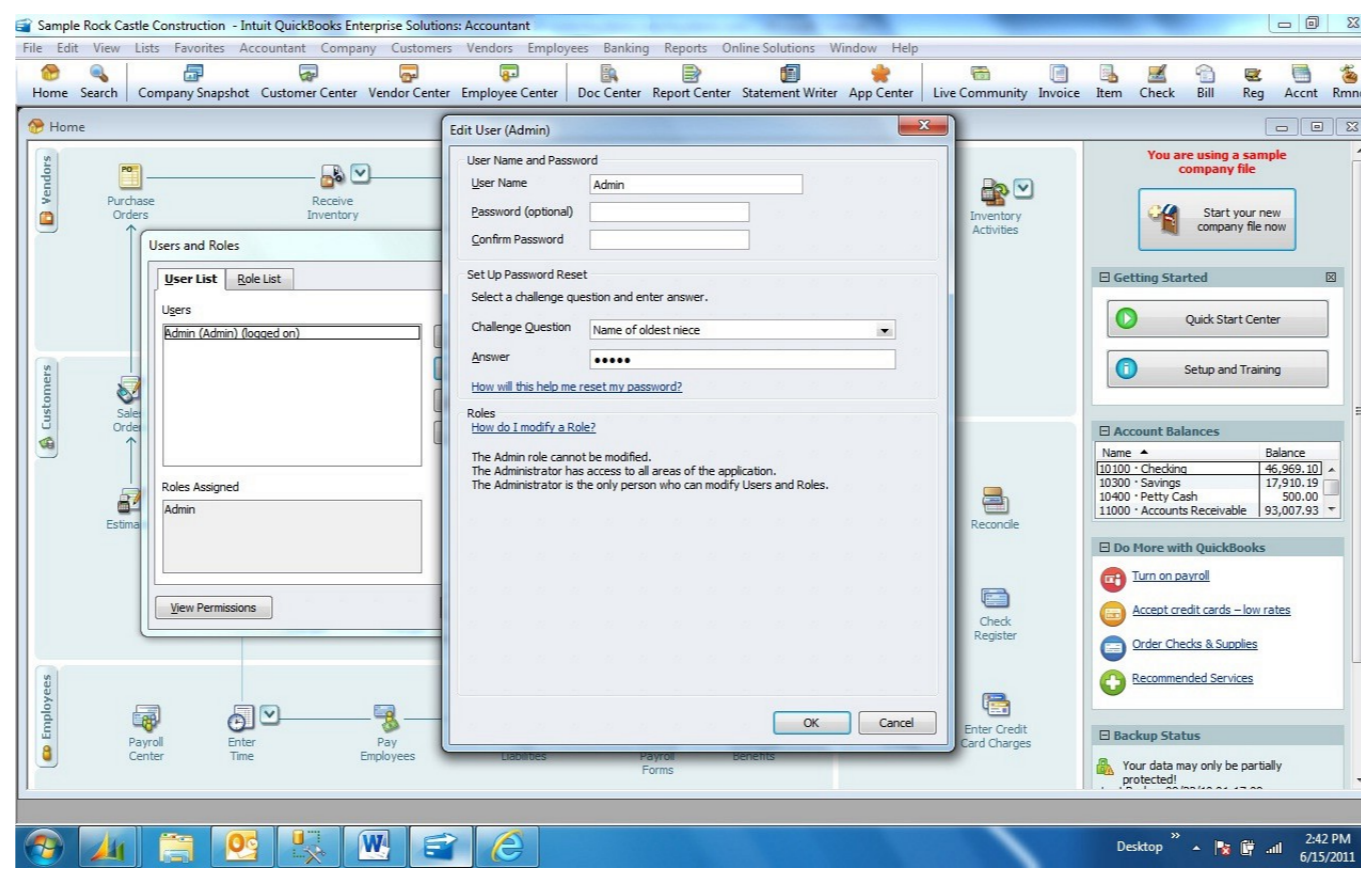 Sample Rock Castle Construction - Intuit QuickBooks Enterprise Solutions: Accountant
File Edit View Lists Favorites Accountant Company Customers Vendors Employees Banking Reports Online Solutions Window Help
Home Search Company Snapshot Customer Center Vendor Center Employee Center Doc Center Report Center Statement Writer App Center Live Community Invoice Item Check Bill Reg Accnt
Home
Vendors
PO
Purchase
Orders
Receive
Inventory
Inventory
Activities
Users and Roles
User List Role List
Users
Admin (Admin) (logged on)
Roles Assigned
Admin
View Permissions
Customers
Employees
Payroll
Center
Enter
Time
Pay
Employees
Liabilities
Payroll
Forms
Benefits
Reconcile
Check
Register
Enter Credit
Card Charges
Edit User (Admin)
User Name and Password
User Name Admin
Password (optional)
Confirm Password
Set Up Password Reset
Select a challenge question and enter answer.
Challenge Question Name of oldest niece
Answer
How will this help me reset my password?
Roles
How do I modify a Role?
The Admin role cannot be modified.
The Administrator has access to all areas of the application.
The Administrator is the only person who can modify Users and Roles.
OK Cancel
You are using a sample
company file
Start your new
company file now
Getting Started
Quick Start Center
Setup and Training
Account Balances
Name Balance
10100 · Checking 46,969.10
10300 · Savings 17,910.19
10400 · Petty Cash 500.00
11000 · Accounts Receivable 93,007.93
Do More with QuickBooks
Turn on payroll
Accept credit cards – low rates
Order Checks & Supplies
Recommended Services
Backup Status
Your data may only be partially
protected!
Desktop
2:42 PM
6/15/2011